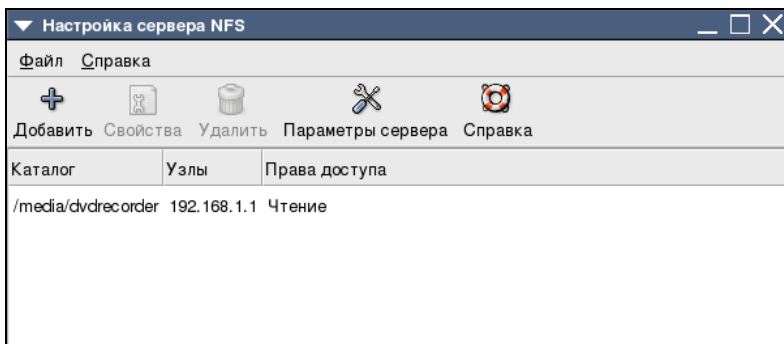 Настройка сервера NFS
Файл Справка
Добавить Свойства Удалить Параметры сервера Справка
Каталог Узлы Права доступа
/media/dvdrecorder 192.168.1.1 Чтение